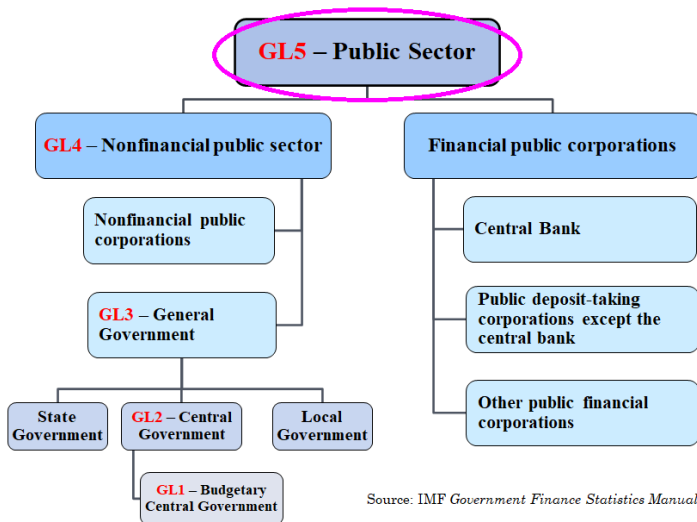 GL5 – Public Sector
GL4 – Nonfinancial public sector
Financial public corporations
Nonfinancial public
corporations
Central Bank
GL3 – General
Government
Public deposit-taking
corporations except the
central bank
State
Government
GL2 – Central
Government
Local
Government
Other public financial
corporations
GL1 – Budgetary
Central Government
Source: IMF Government Finance Statistics Manual